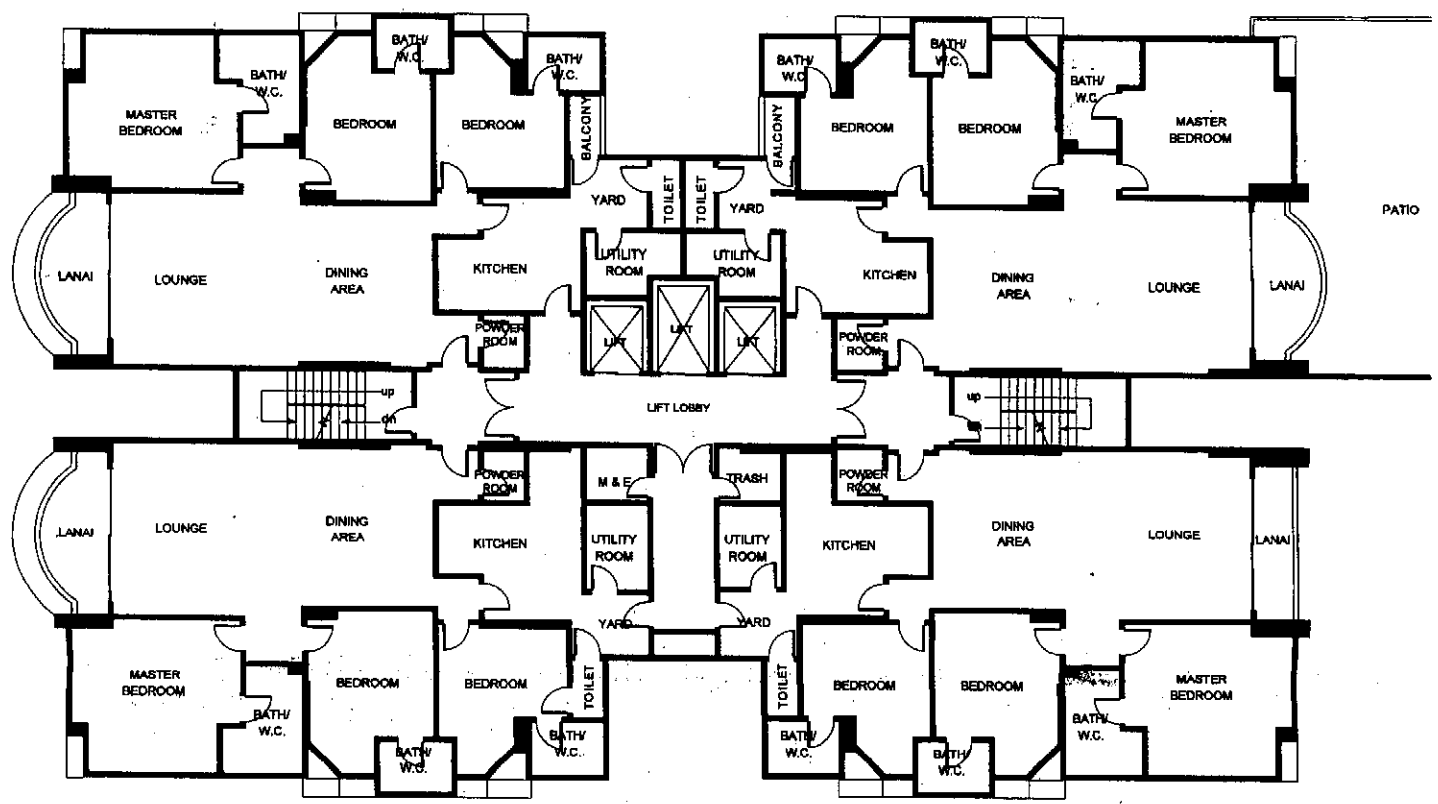 BATH/
W.C.
BATH/
W.C.
BATH/
W.C.
BATH/
W.C.
BATH/
W.C
BATH/
W.C.
BATH/
W.C.
MASTER
BEDROOM
BEDROOM
BEDROOM
BALCONY
BALCONY
BEDROOM
BEDROOM
MASTER
BEDROOM
YARD
TOILET
TOILET
YARD
PATIO
LANAI
LOUNGE
DINING
AREA
KITCHEN
UTILITY
ROOM
UTILITY
ROOM
KITCHEN
DINING
AREA
LOUNGE
LANAI
POWDER
ROOM
LIFT
LIFT
LIFT
POWDER
ROOM
up
dn
LIFT LOBBY
up
POWDER
ROOM
M & E
TRASH
POWDER
ROOM
LANAI
LOUNGE
DINING
AREA
KITCHEN
UTILITY
ROOM
UTILITY
ROOM
KITCHEN
DINING
AREA
LOUNGE
LANAI
YARD
YARD
MASTER
BEDROOM
BEDROOM
BEDROOM
TOILET
TOILET
BEDROOM
BEDROOM
MASTER
BEDROOM
BATH/
W.C.
BATH/
W.C.
BATH/
W.C.
BATH/
W.C.
BATH/
W.C.
BATH/
W.C.